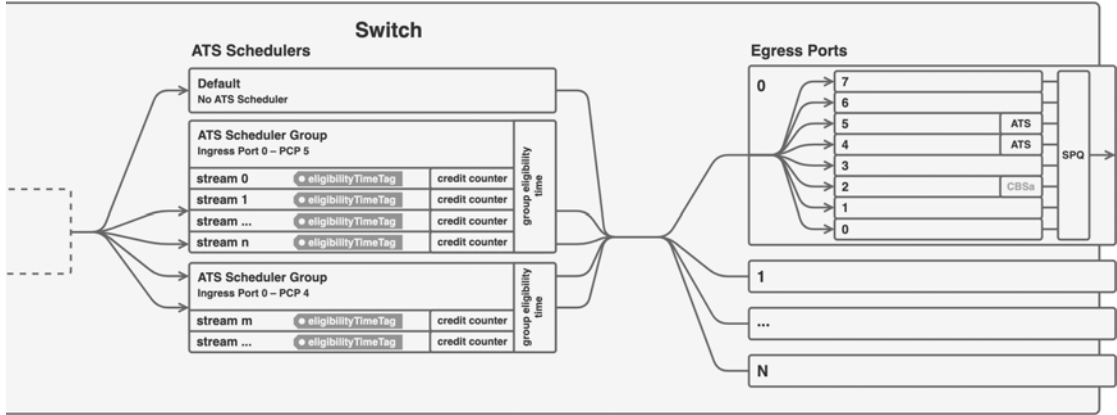 Switch
ATS Schedulers
Default
No ATS Scheduler
ATS Scheduler Group
Ingress Port 0 – PCP 5
stream 0 eligibilityTimeTag credit counter
stream 1 eligibilityTimeTag credit counter
stream ... eligibilityTimeTag credit counter
stream n eligibilityTimeTag credit counter
group eligibility
time
ATS Scheduler Group
Ingress Port 0 – PCP 4
stream m eligibilityTimeTag credit counter
stream ... eligibilityTimeTag credit counter
group eligibility
time
Egress Ports
0
7
6
5 ATS
4 ATS
3
2 CBSa
1
0
SPQ
1
...
N